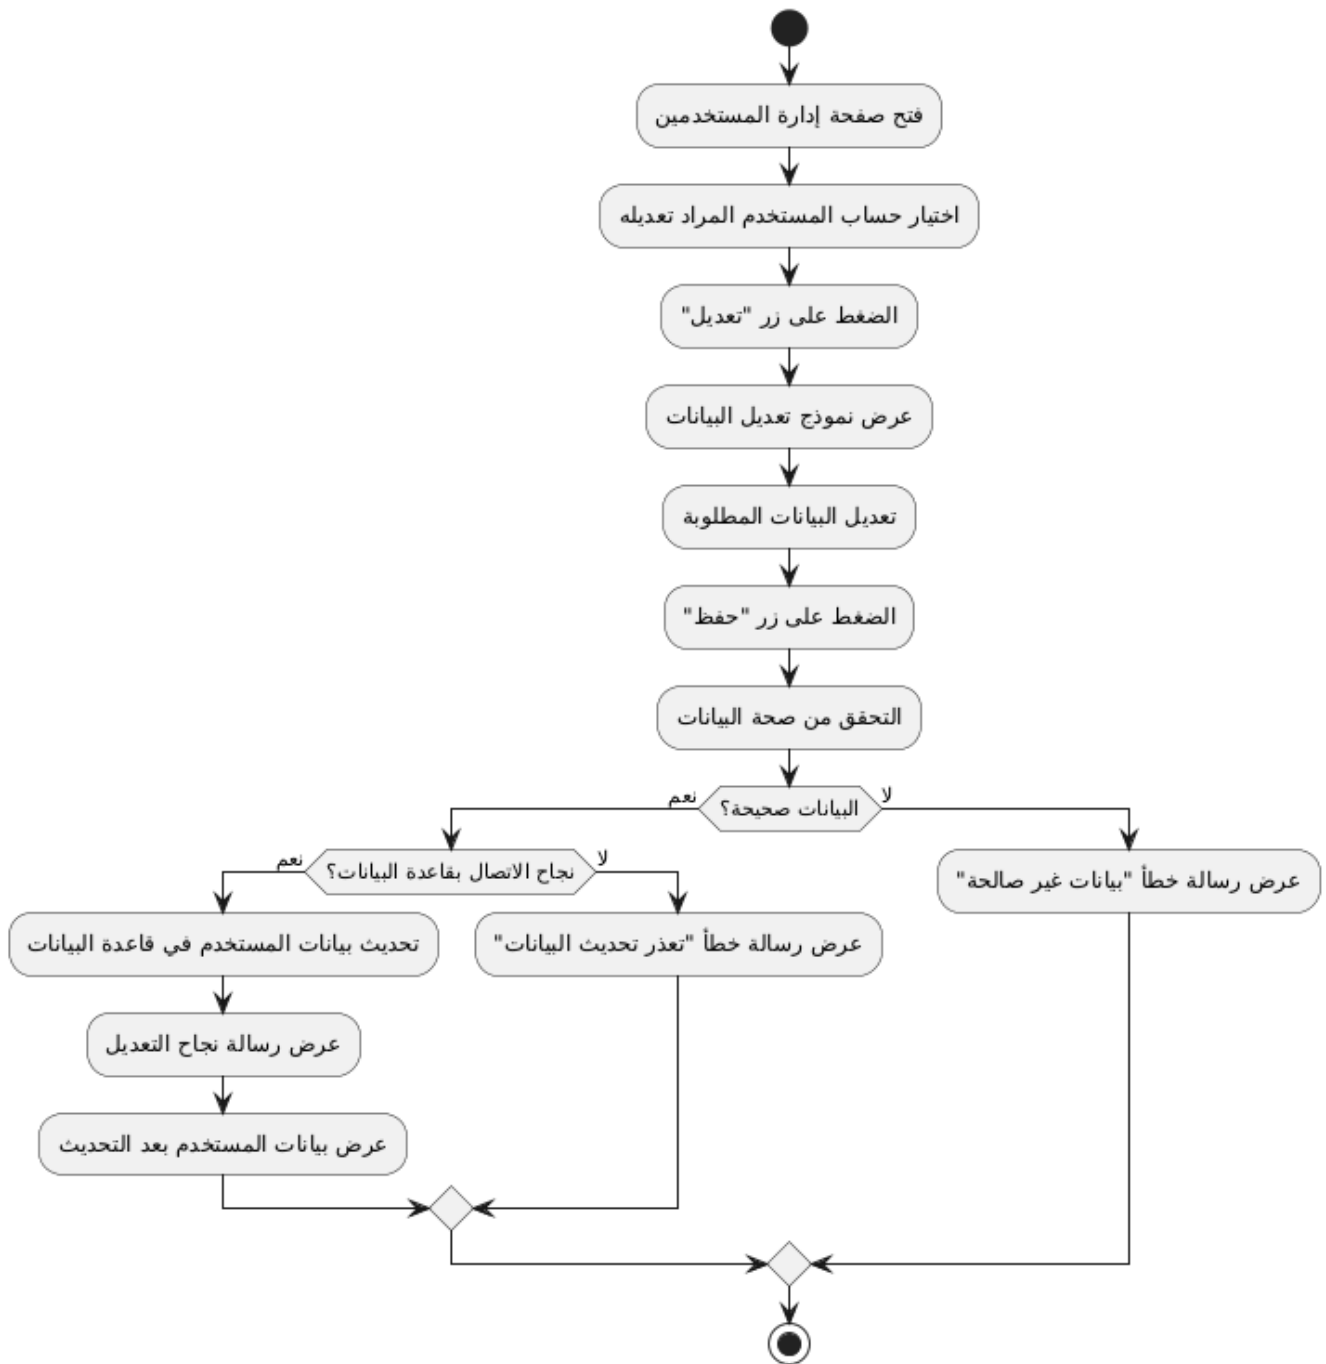 فتح صفحة إدارة المستخدمين
اختيار حساب المستخدم المراد تعديله
الضغط على زر "تعديل"
عرض نموذج تعديل البيانات
تعديل البيانات المطلوبة
الضغط على زر "حفظ"
التحقق من صحة البيانات
البيانات صحيحة؟
نعم
لا
نجاح الاتصال بقاعدة البيانات؟
نعم
لا
تحديث بيانات المستخدم في قاعدة البيانات
عرض رسالة نجاح التعديل
عرض بيانات المستخدم بعد التحديث
عرض رسالة خطأ "تعذر تحديث البيانات"
عرض رسالة خطأ "بيانات غير صالحة"